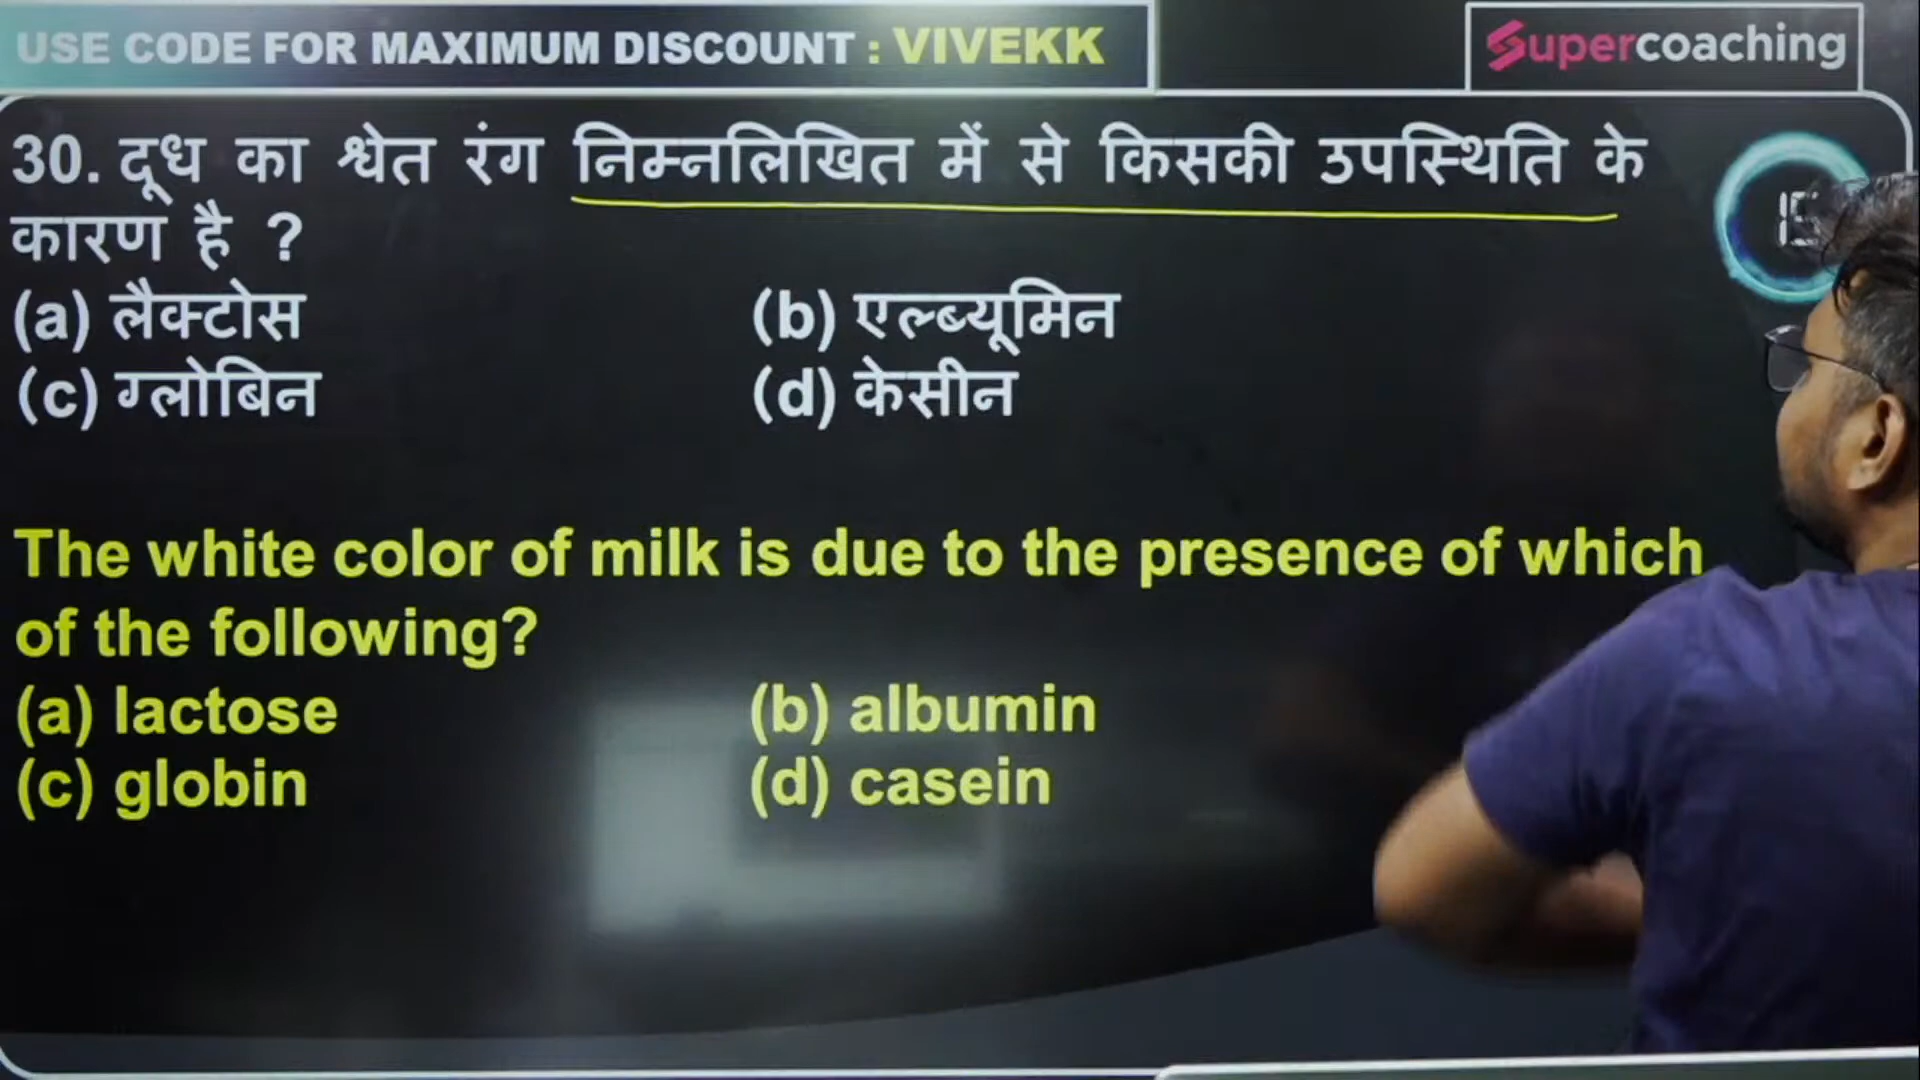 USE CODE FOR MAXIMUM DISCOUNT : VIVEKK
Supercoaching
30. दूध का श्वेत रंग निम्नलिखित में से किसकी उपस्थिति के
कारण है ?
(a) लैक्टोस (b) एल्ब्यूमिन
(c) ग्लोबिन (d) केसीन
The white color of milk is due to the presence of which
of the following?
(a) lactose (b) albumin
(c) globin (d) casein